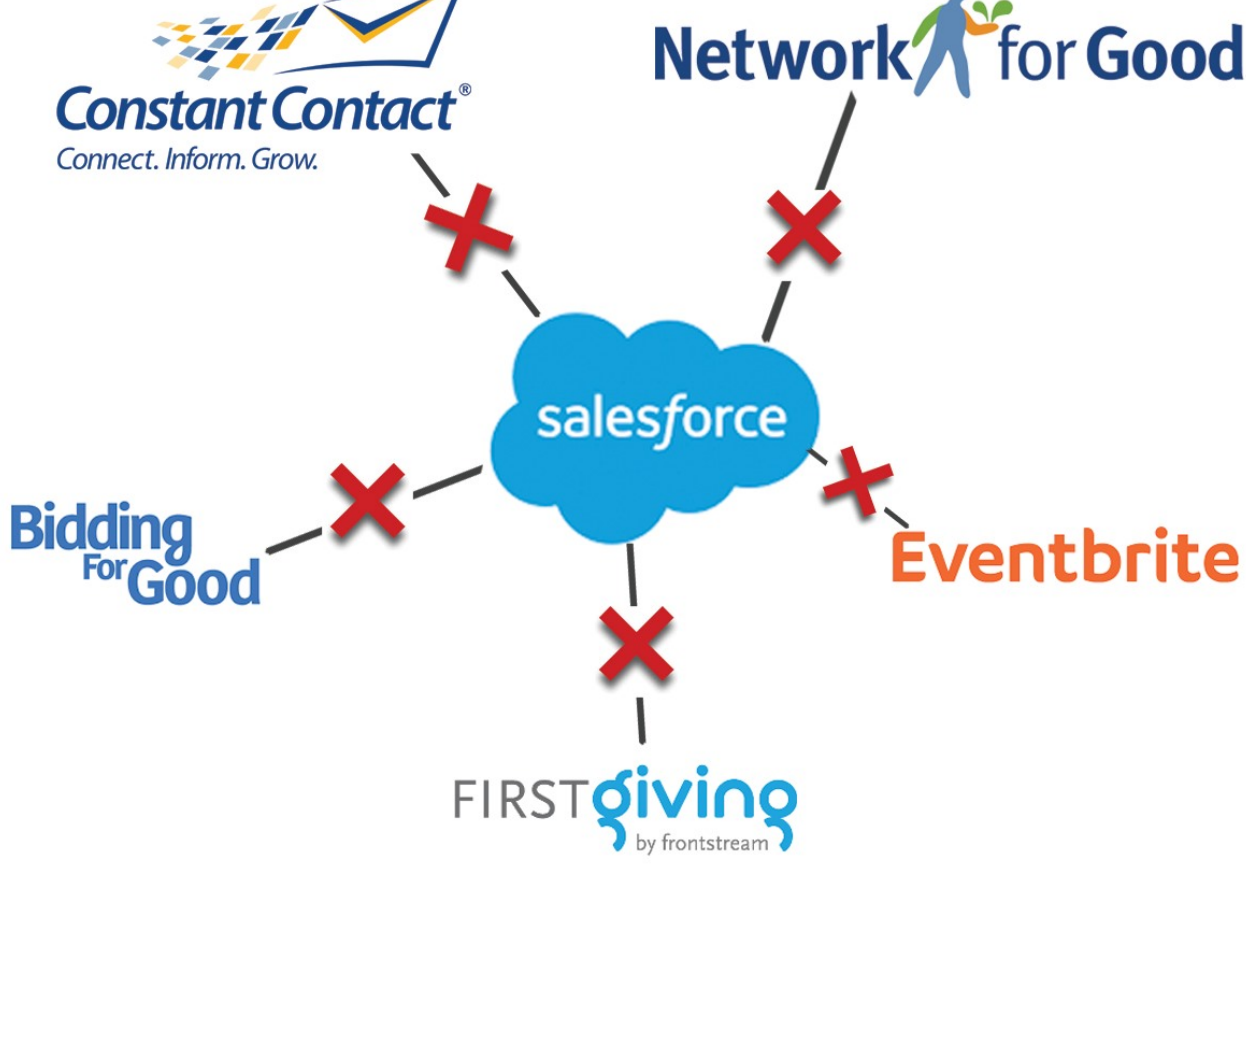 Constant Contact®
Connect. Inform. Grow.
Network for Good
salesforce
Bidding
For Good
Eventbrite
FIRSTgiving
by frontstream